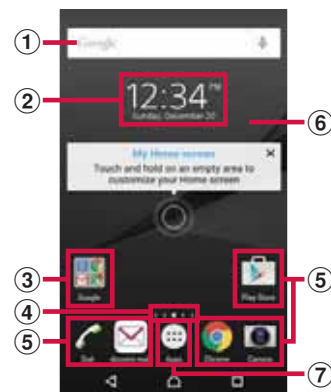 ①
Google
②
12:34 PM
Sunday, December 20
⑥
My Home screen
Touch and hold on an empty area to
customize your Home screen
③
Google
Play Store
⑤
④
⑤
Dial
Apps
Chrome
Camera
⑦